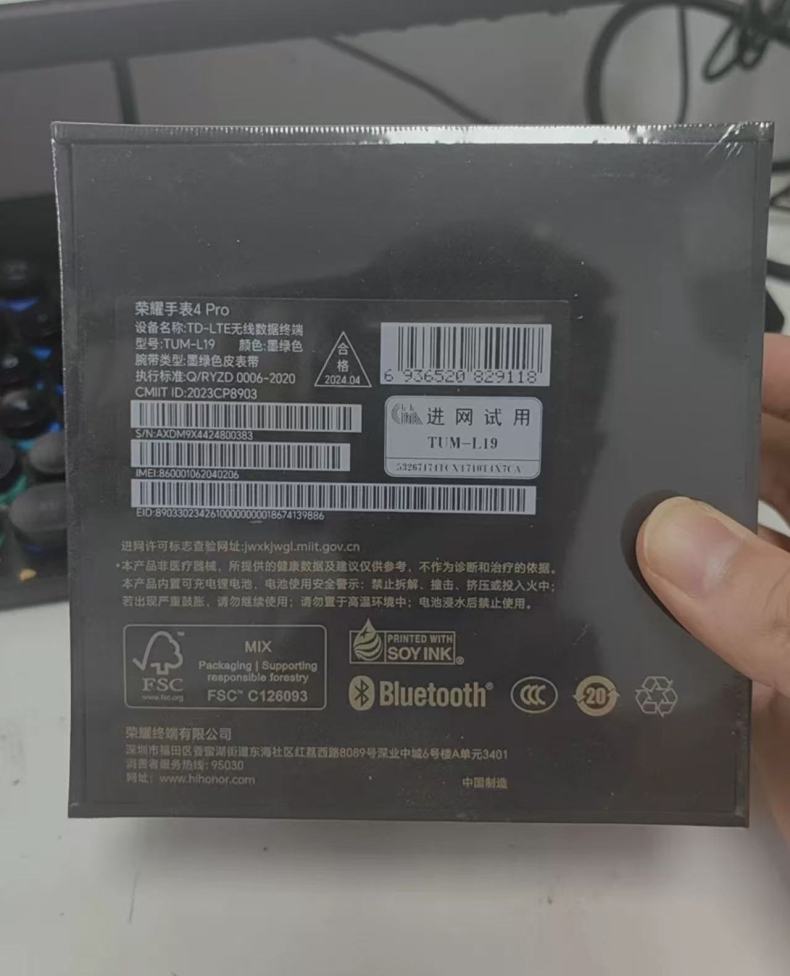 荣耀手表4 Pro
设备名称:TD-LTE无线数据终端
型号:TUM-L19 颜色:墨绿色
腕带类型:墨绿色皮表带
执行标准:Q/RYZD 0006-2020
CMIIT ID:2023CP8903
合
格
2024.04
6 936520 829118
S/N:AXDM9X4424800383
进网试用
TUM-L19
IMEI:860001062040206
EID:89033023426100000000018674139886
进网许可标志查验网址:jwxkjwgl.miit.gov.cn
•本产品非医疗器械，所提供的健康数据及建议仅供参考，不作为诊断和治疗的依据。
本产品内置可充电锂电池，电池使用安全警示：禁止拆解、撞击、挤压或投入火中；
若出现严重鼓胀，请勿继续使用；请勿置于高温环境中；电池浸水后禁止使用。
FSC™
www.fsc.org
MIX
Packaging | Supporting
responsible forestry
FSC™ C126093
PRINTED WITH
SOY INK®
Bluetooth®
CCC
20
荣耀终端有限公司
深圳市福田区香蜜湖街道东海社区红荔西路8089号深业中城6号楼A单元3401
消费者服务热线: 95030
网址: www.hihonor.com
中国制造